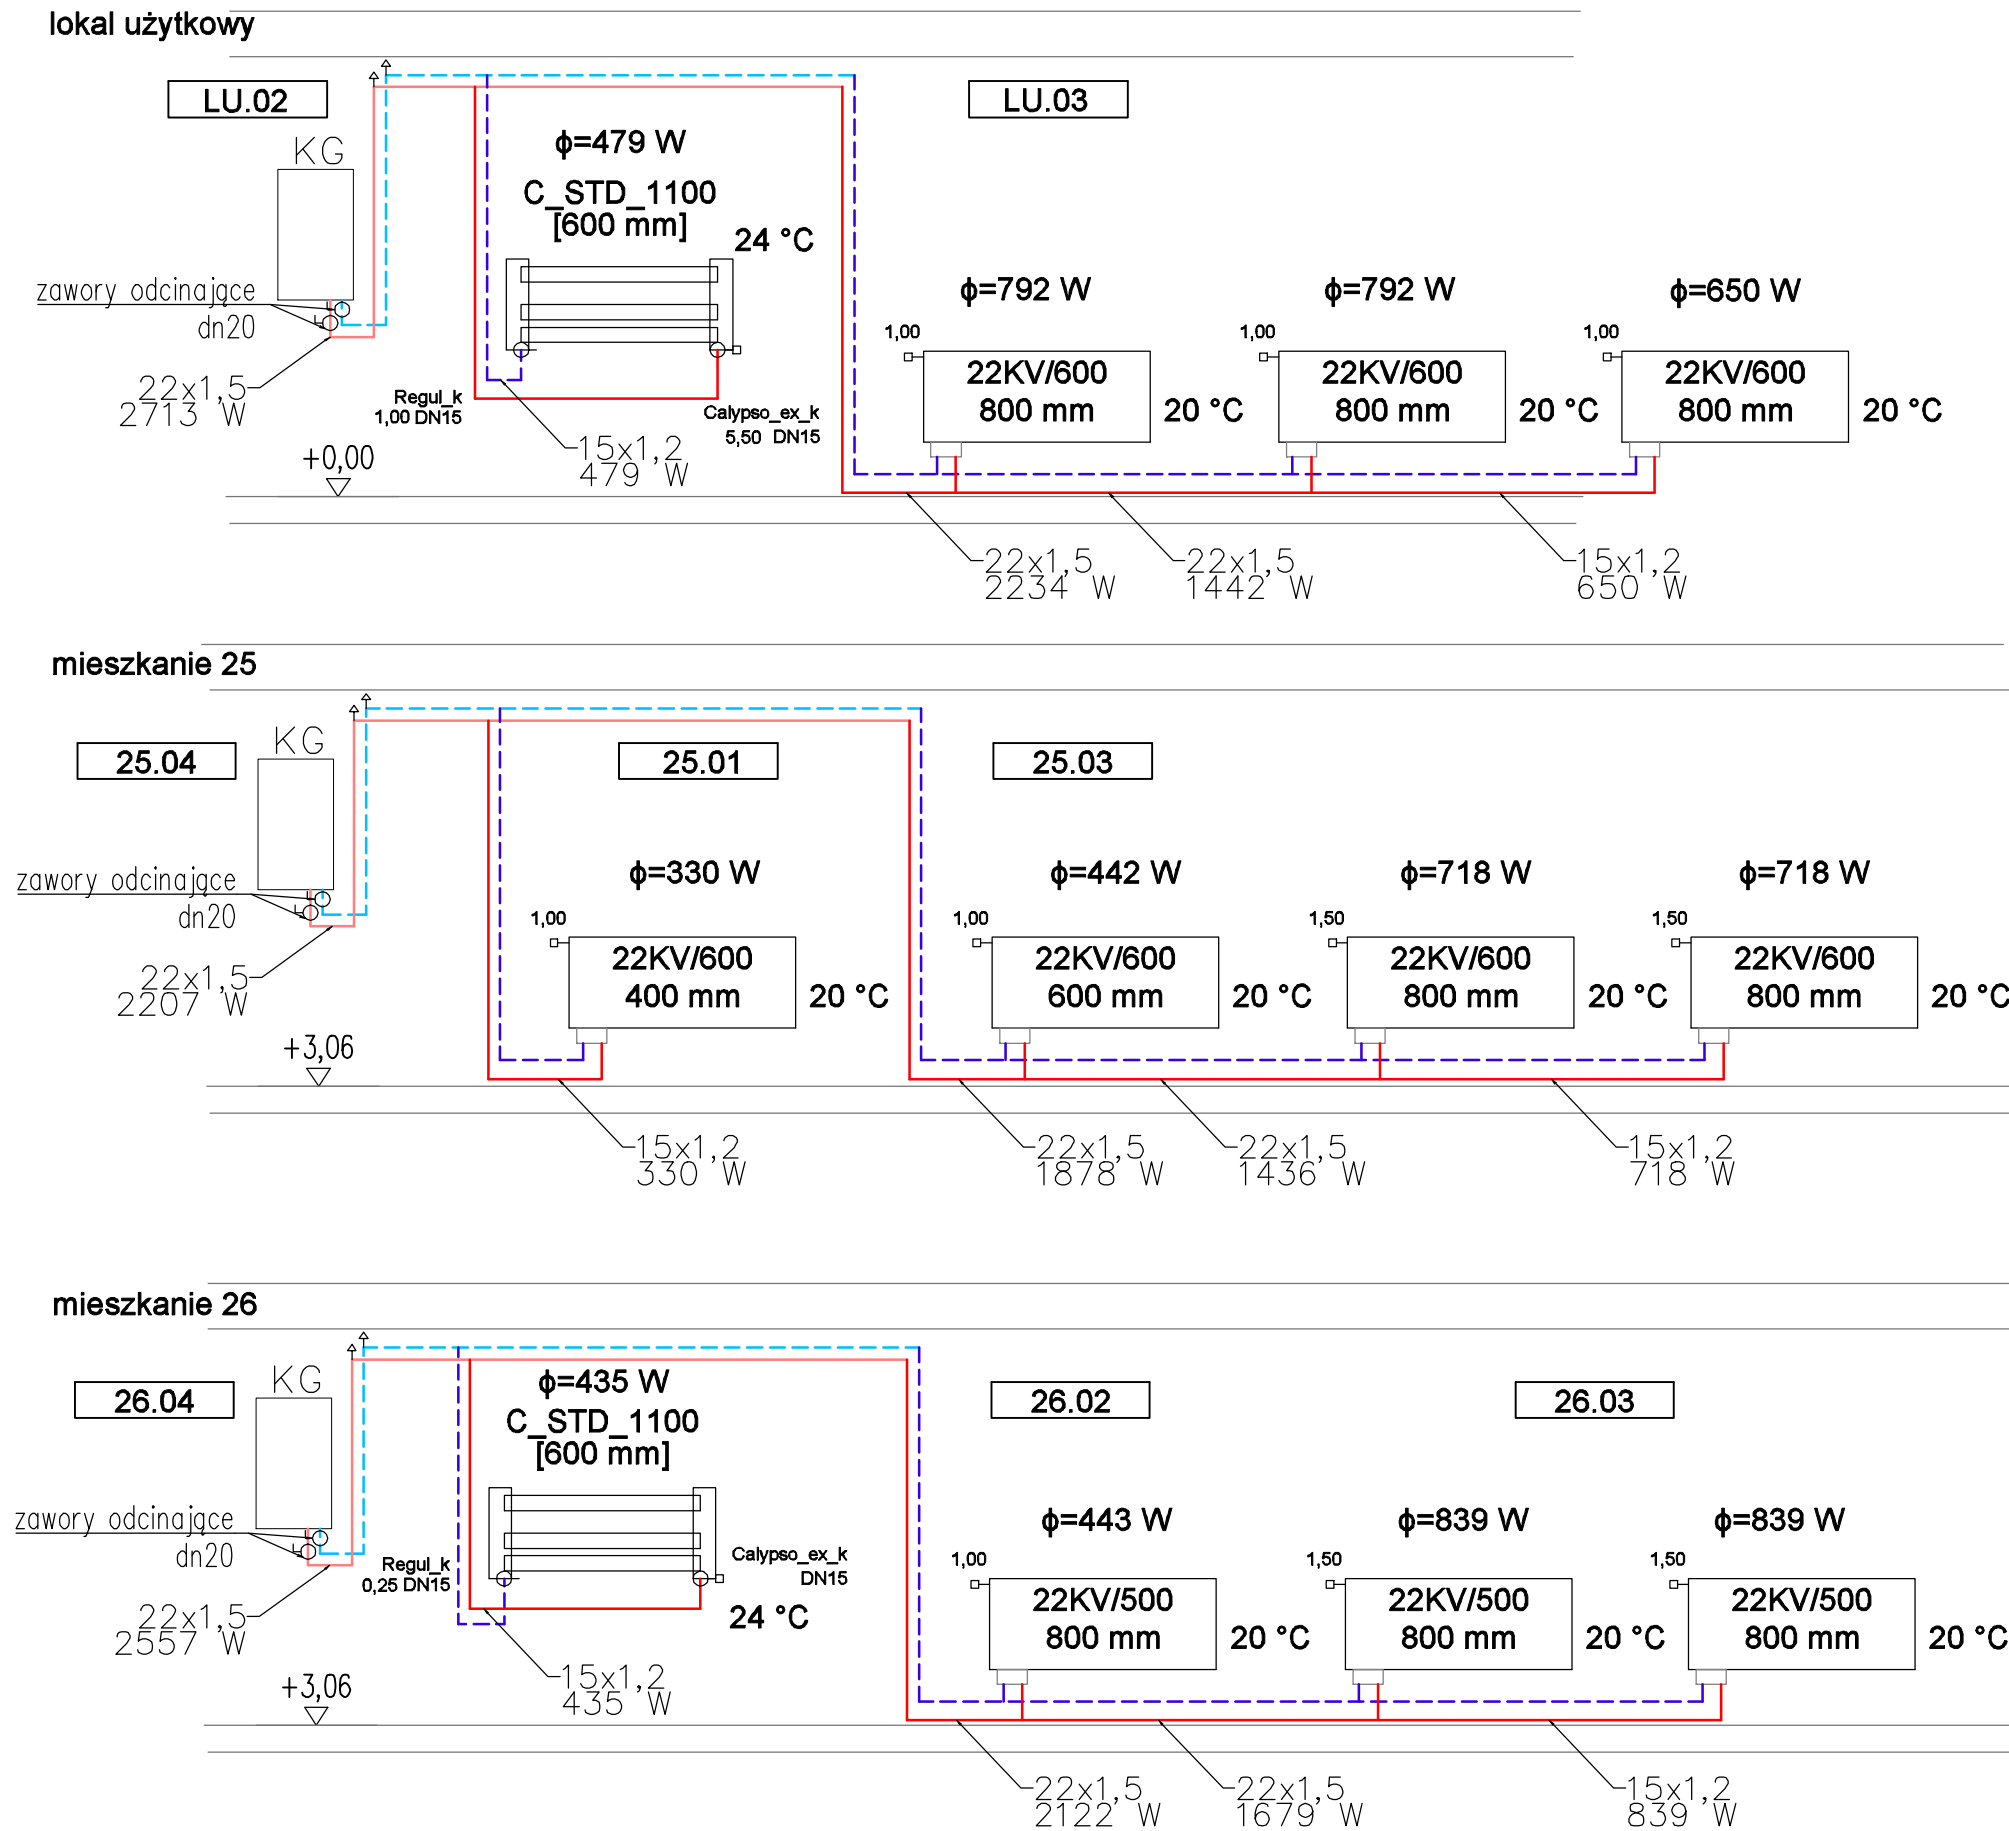 lokal użytkowy
LU.02
LU.03
KG
ϕ=479 W
C_STD_1100
[600 mm]
24 °C
zawory odcinające
dn20
22x1,5
2713 W
+0,00
Regul_k
1,00 DN15
Calypso_ex_k
5,50 DN15
15x1,2
479 W
ϕ=792 W
1,00
22KV/600
800 mm
20 °C
ϕ=792 W
1,00
22KV/600
800 mm
20 °C
ϕ=650 W
1,00
22KV/600
800 mm
20 °C
22x1,5
2234 W
22x1,5
1442 W
15x1,2
650 W
mieszkanie 25
25.04
KG
25.01
25.03
zawory odcinające
dn20
22x1,5
2207 W
+3,06
ϕ=330 W
1,00
22KV/600
400 mm
20 °C
ϕ=442 W
1,00
22KV/600
600 mm
20 °C
ϕ=718 W
1,50
22KV/600
800 mm
20 °C
ϕ=718 W
1,50
22KV/600
800 mm
20 °C
15x1,2
330 W
22x1,5
1878 W
22x1,5
1436 W
15x1,2
718 W
mieszkanie 26
26.04
KG
26.02
26.03
ϕ=435 W
C_STD_1100
[600 mm]
zawory odcinające
dn20
22x1,5
2557 W
+3,06
Regul_k
0,25 DN15
Calypso_ex_k
DN15
24 °C
15x1,2
435 W
ϕ=443 W
1,00
22KV/500
800 mm
20 °C
ϕ=839 W
1,50
22KV/500
800 mm
20 °C
ϕ=839 W
1,50
22KV/500
800 mm
20 °C
22x1,5
2122 W
22x1,5
1679 W
15x1,2
839 W